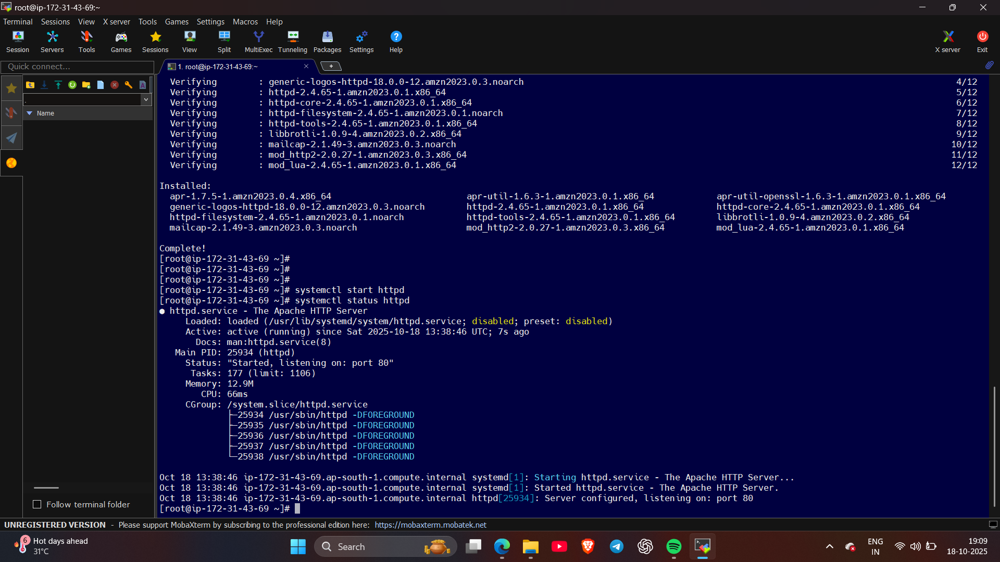 root@ip-172-31-43-69:~
Terminal Sessions View X server Tools Games Settings Macros Help
Session Servers Tools Games Sessions View Split MultiExec Tunneling Packages Settings Help X server Exit
Quick connect...
1. root@ip-172-31-43-69:~
.
Name
Verifying : generic-logos-httpd-18.0.0-12.amzn2023.0.3.noarch 4/12
Verifying : httpd-2.4.65-1.amzn2023.0.1.x86_64 5/12
Verifying : httpd-core-2.4.65-1.amzn2023.0.1.x86_64 6/12
Verifying : httpd-filesystem-2.4.65-1.amzn2023.0.1.noarch 7/12
Verifying : httpd-tools-2.4.65-1.amzn2023.0.1.x86_64 8/12
Verifying : libbrotli-1.0.9-4.amzn2023.0.2.x86_64 9/12
Verifying : mailcap-2.1.49-3.amzn2023.0.3.noarch 10/12
Verifying : mod_http2-2.0.27-1.amzn2023.0.3.x86_64 11/12
Verifying : mod_lua-2.4.65-1.amzn2023.0.1.x86_64 12/12
Installed:
apr-1.7.5-1.amzn2023.0.4.x86_64 apr-util-1.6.3-1.amzn2023.0.1.x86_64 apr-util-openssl-1.6.3-1.amzn2023.0.1.x86_64
generic-logos-httpd-18.0.0-12.amzn2023.0.3.noarch httpd-2.4.65-1.amzn2023.0.1.x86_64 httpd-core-2.4.65-1.amzn2023.0.1.x86_64
httpd-filesystem-2.4.65-1.amzn2023.0.1.noarch httpd-tools-2.4.65-1.amzn2023.0.1.x86_64 libbrotli-1.0.9-4.amzn2023.0.2.x86_64
mailcap-2.1.49-3.amzn2023.0.3.noarch mod_http2-2.0.27-1.amzn2023.0.3.x86_64 mod_lua-2.4.65-1.amzn2023.0.1.x86_64
Complete!
[root@ip-172-31-43-69 ~]#
[root@ip-172-31-43-69 ~]#
[root@ip-172-31-43-69 ~]#
[root@ip-172-31-43-69 ~]# systemctl start httpd
[root@ip-172-31-43-69 ~]# systemctl status httpd
● httpd.service - The Apache HTTP Server
Loaded: loaded (/usr/lib/systemd/system/httpd.service; disabled; preset: disabled)
Active: active (running) since Sat 2025-10-18 13:38:46 UTC; 7s ago
Docs: man:httpd.service(8)
Main PID: 25934 (httpd)
Status: "Started, listening on: port 80"
Tasks: 177 (limit: 1106)
Memory: 12.9M
CPU: 66ms
CGroup: /system.slice/httpd.service
├─25934 /usr/sbin/httpd -DFOREGROUND
├─25935 /usr/sbin/httpd -DFOREGROUND
├─25936 /usr/sbin/httpd -DFOREGROUND
├─25937 /usr/sbin/httpd -DFOREGROUND
└─25938 /usr/sbin/httpd -DFOREGROUND
Oct 18 13:38:46 ip-172-31-43-69.ap-south-1.compute.internal systemd[1]: Starting httpd.service - The Apache HTTP Server...
Oct 18 13:38:46 ip-172-31-43-69.ap-south-1.compute.internal systemd[1]: Started httpd.service - The Apache HTTP Server.
Oct 18 13:38:46 ip-172-31-43-69.ap-south-1.compute.internal httpd[25934]: Server configured, listening on: port 80
[root@ip-172-31-43-69 ~]#
Follow terminal folder
UNREGISTERED VERSION - Please support MobaXterm by subscribing to the professional edition here: https://mobaxterm.mobatek.net
6
Hot days ahead
31°C
Search
ENG
IN
19:09
18-10-2025